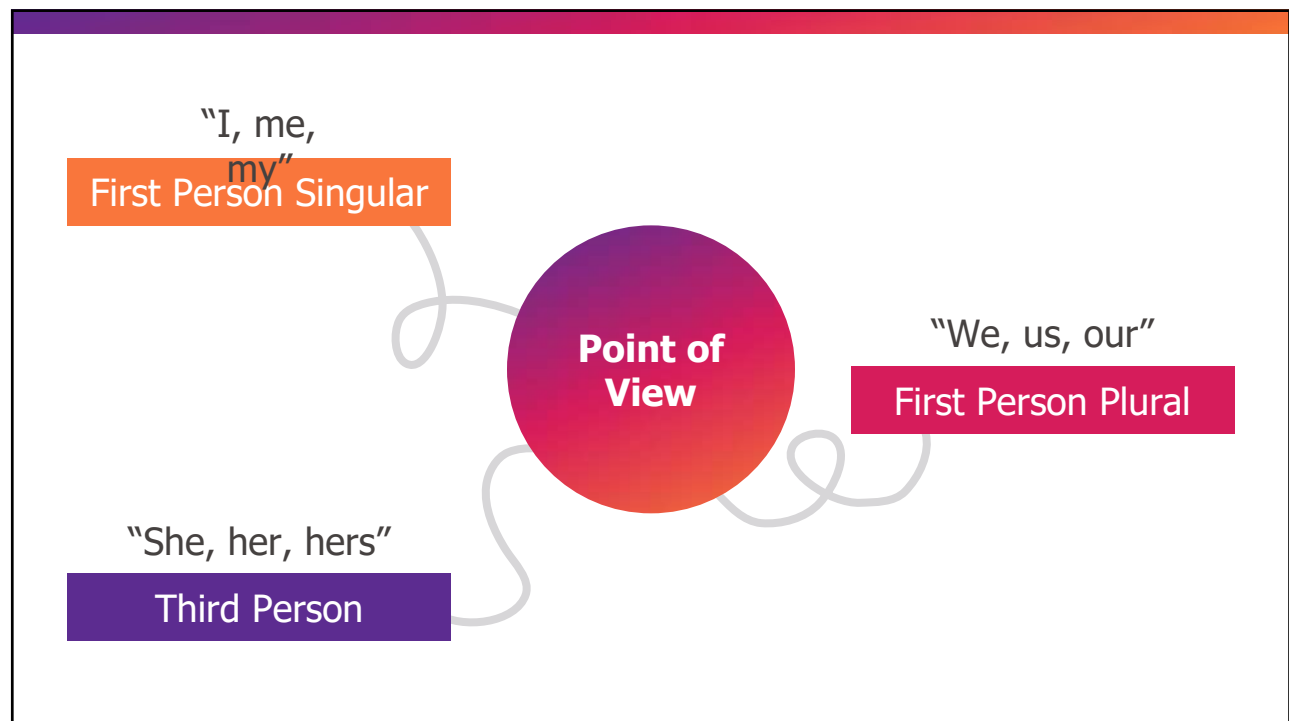 “I, me,
my”
First Person Singular
Point of
View
“We, us, our”
First Person Plural
“She, her, hers”
Third Person